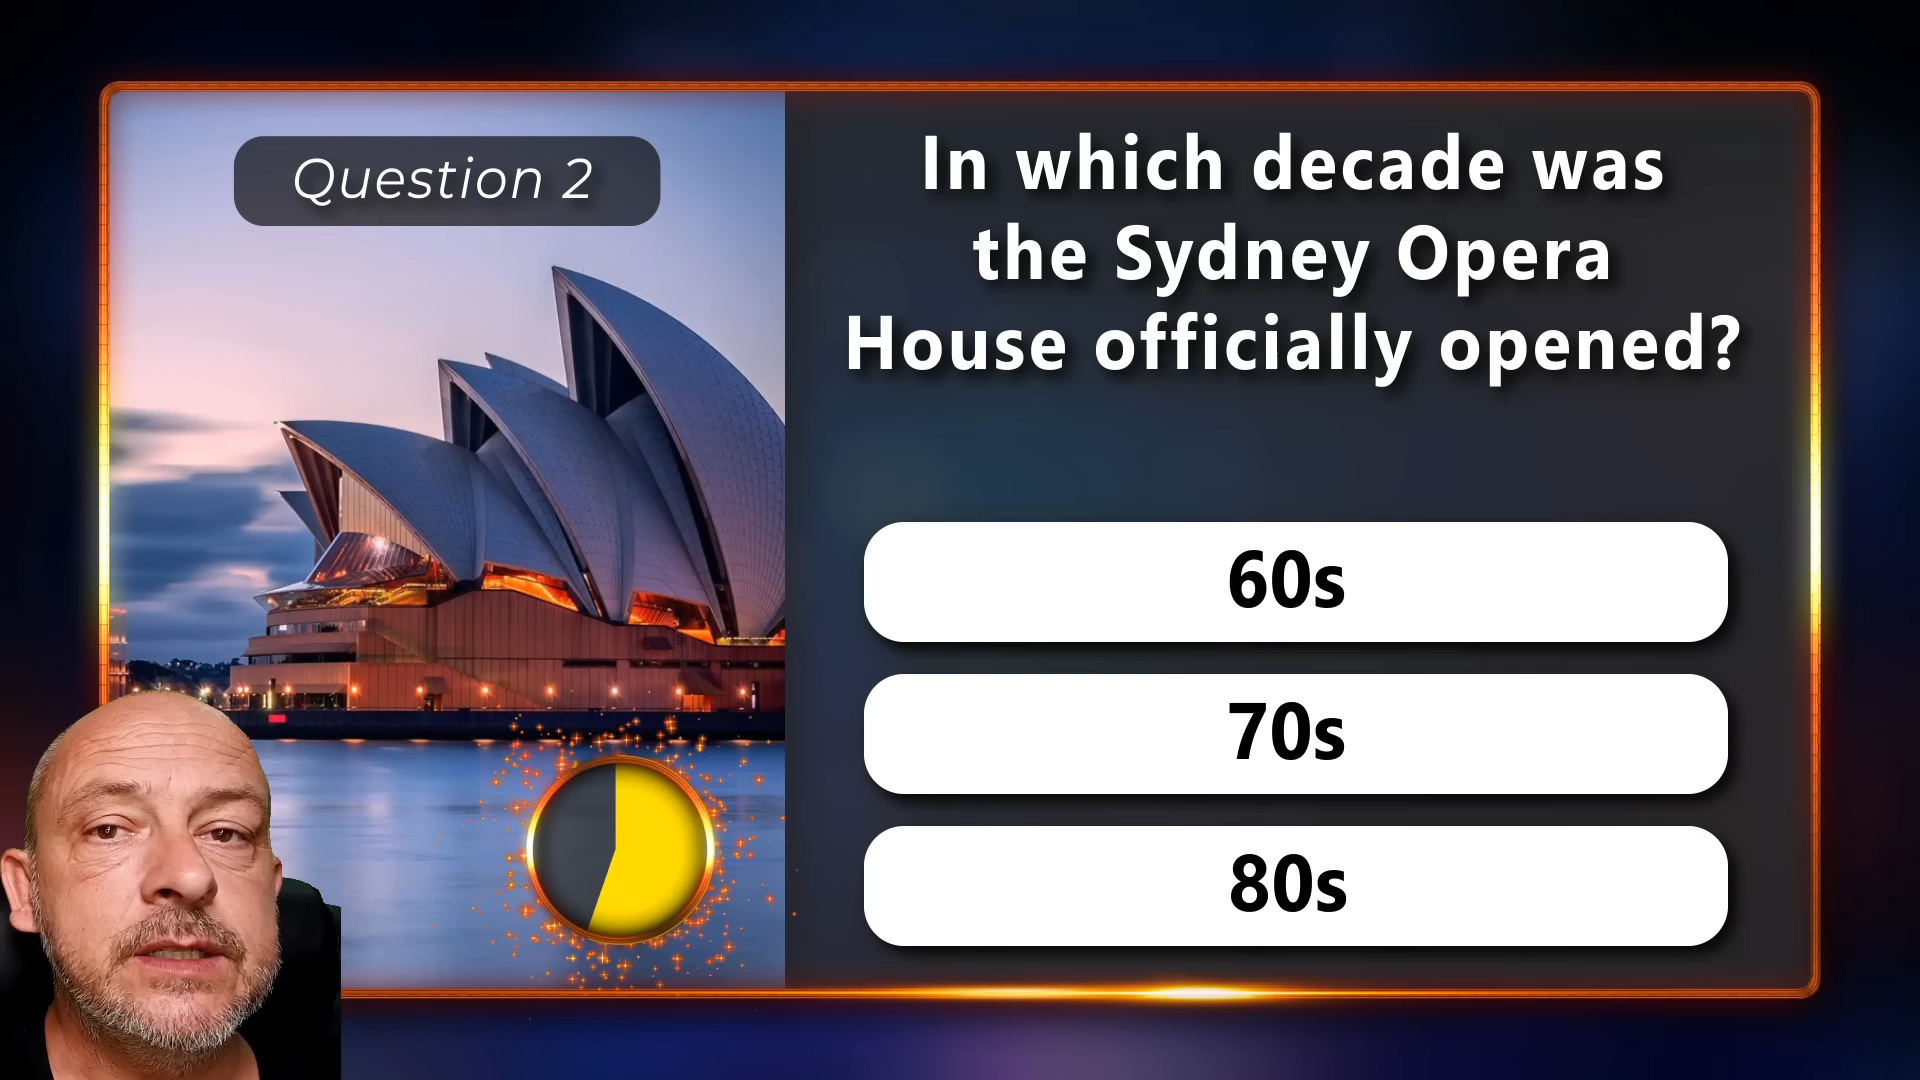 Question 2
In which decade was
the Sydney Opera
House officially opened?
60s
70s
80s